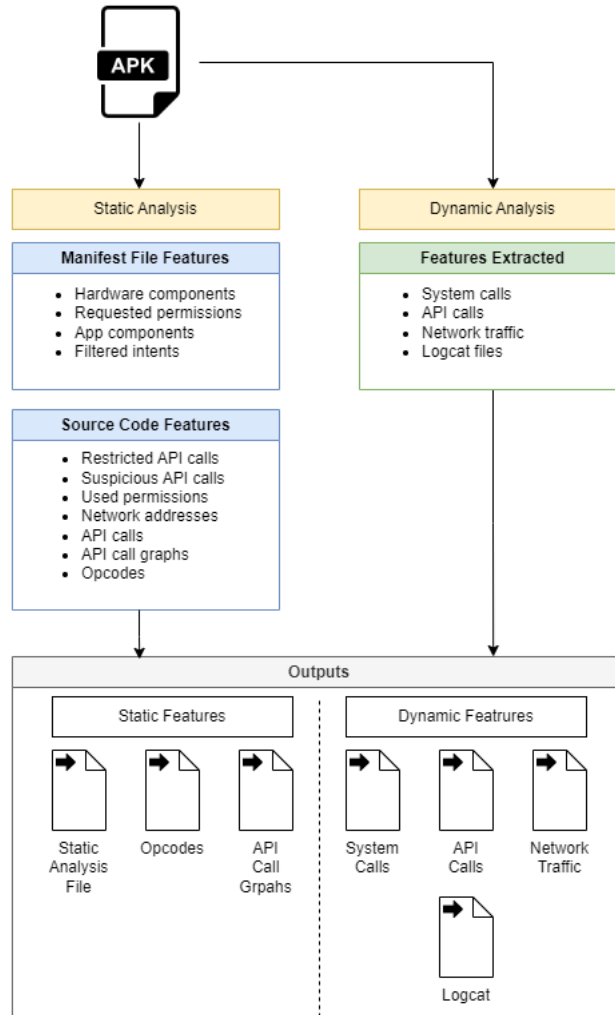 APK
Static Analysis
Dynamic Analysis
Manifest File Features
Hardware components
Requested permissions
App components
Filtered intents
Features Extracted
System calls
API calls
Network traffic
Logcat files
Source Code Features
Restricted API calls
Suspicious API calls
Used permissions
Network addresses
API calls
API call graphs
Opcodes
Outputs
Static Features
Dynamic Featrures
Static
Analysis
File
Opcodes
API
Call
Grpahs
System
Calls
API
Calls
Network
Traffic
Logcat